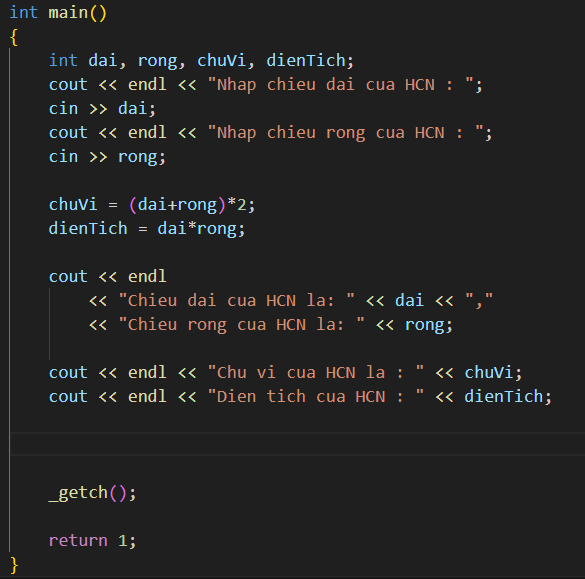 int main()
{
    int dai, rong, chuVi, dienTich;
    cout << endl << "Nhap chieu dai cua HCN : ";
    cin >> dai;
    cout << endl << "Nhap chieu rong cua HCN : ";
    cin >> rong;
    chuVi = (dai+rong)*2;
    dienTich = dai*rong;
    cout << endl
        << "Chieu dai cua HCN la: " << dai << ","
        << "Chieu rong cua HCN la: " << rong;
    cout << endl << "Chu vi cua HCN la : " << chuVi;
    cout << endl << "Dien tich cua HCN : " << dienTich;
    _getch();
    return 1;
}